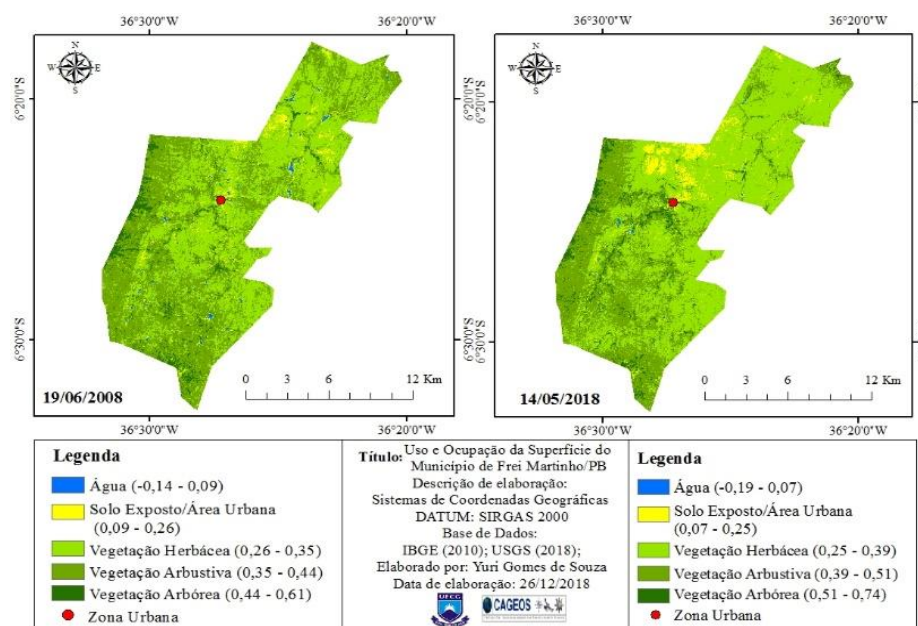 36°30'0"W
36°20'0"W
36°30'0"W
36°20'0"W
N
W
E
S
N
W
E
S
6°20'0"S
6°20'0"S
6°30'0"S
6°30'0"S
0 3 6 12 Km
0 3 6 12 Km
19/06/2008
14/05/2018
36°30'0"W
36°20'0"W
36°30'0"W
36°20'0"W
Legenda
Água (-0,14 - 0,09)
Solo Exposto/Área Urbana
(0,09 - 0,26)
Vegetação Herbácea (0,26 - 0,35)
Vegetação Arbustiva (0,35 - 0,44)
Vegetação Arbórea (0,44 - 0,61)
Zona Urbana
Título: Uso e Ocupação da Superfície do
Município de Frei Martinho/PB
Descrição de elaboração:
Sistemas de Coordenadas Geográficas
DATUM: SIRGAS 2000
Base de Dados:
IBGE (2010); USGS (2018);
Elaborado por: Yuri Gomes de Souza
Data de elaboração: 26/12/2018
UFCG
CAGEOS
Legenda
Água (-0,19 - 0,07)
Solo Exposto/Área Urbana
(0,07 - 0,25)
Vegetação Herbácea (0,25 - 0,39)
Vegetação Arbustiva (0,39 - 0,51)
Vegetação Arbórea (0,51 - 0,74)
Zona Urbana